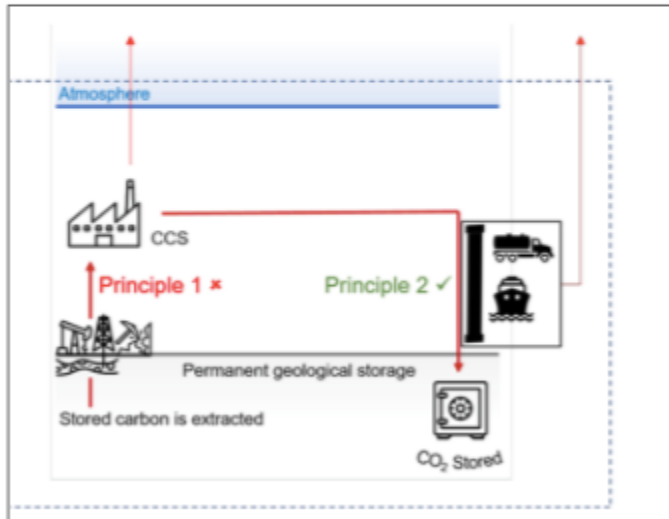 Atmosphere
CCS
Principle 1 ×
Principle 2 ✓
Permanent geological storage
Stored carbon is extracted
CO₂ Stored